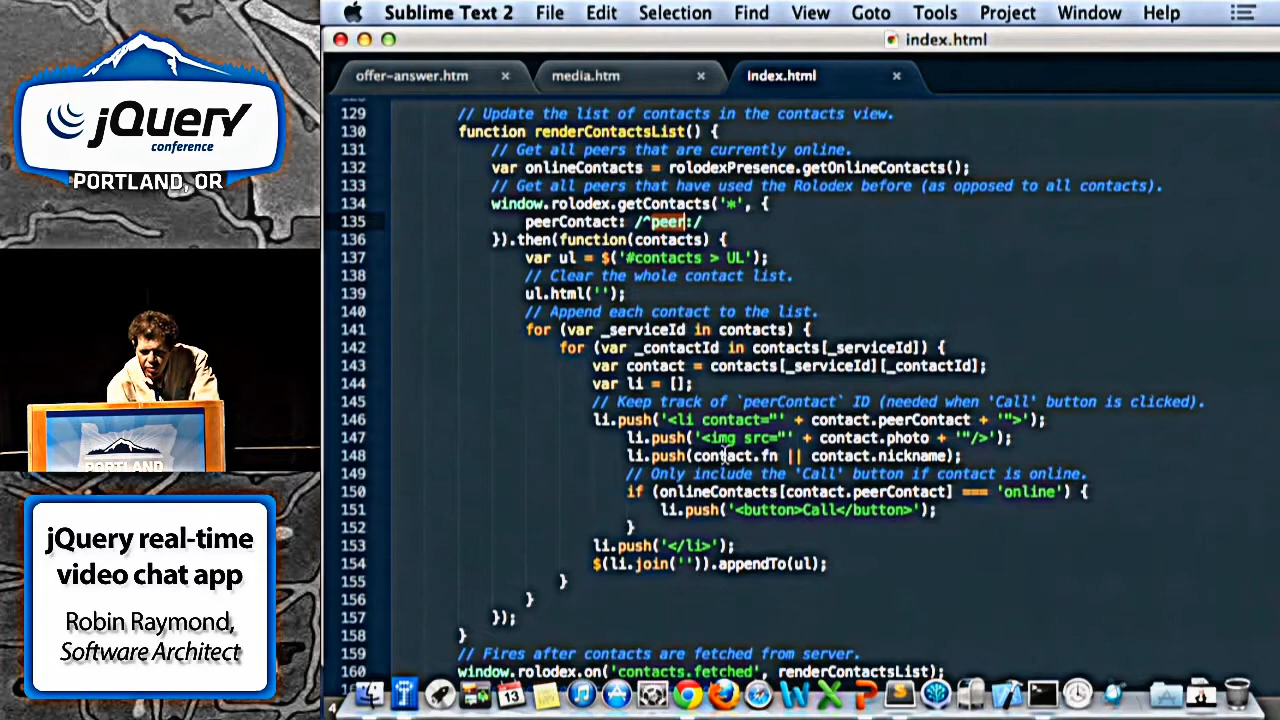 Sublime Text 2 File Edit Selection Find View Goto Tools Project Window Help
index.html
offer-answer.htm × media.htm × index.html ×
jQuery
conference
PORTLAND, OR
129 // Update the list of contacts in the contacts view.
130 function renderContactsList() {
131 // Get all peers that are currently online.
132 var onlineContacts = rolodexPresence.getOnlineContacts();
133 // Get all peers that have used the Rolodex before (as opposed to all contacts).
134 window.rolodex.getContacts('*', {
135 peerContact: /^peer:/
136 }).then(function(contacts) {
137 var ul = $('#contacts > UL');
138 // Clear the whole contact list.
139 ul.html('');
140 // Append each contact to the list.
141 for (var _serviceId in contacts) {
142 for (var _contactId in contacts[_serviceId]) {
143 var contact = contacts[_serviceId][_contactId];
144 var li = [];
145 // Keep track of `peerContact` ID (needed when 'Call' button is clicked).
146 li.push('<li contact="' + contact.peerContact + '">');
147 li.push('<img src="' + contact.photo + '"/>');
148 li.push(contact.fn || contact.nickname);
149 // Only include the 'Call' button if contact is online.
150 if (onlineContacts[contact.peerContact] === 'online') {
151 li.push('<button>Call</button>');
152 }
153 li.push('</li>');
154 $(li.join('')).appendTo(ul);
155 }
156 }
157 });
158 }
159 // Fires after contacts are fetched from server.
160 window.rolodex.on('contacts.fetched', renderContactsList);
PORTLAND
jQuery real-time
video chat app
Robin Raymond,
Software Architect
13
4